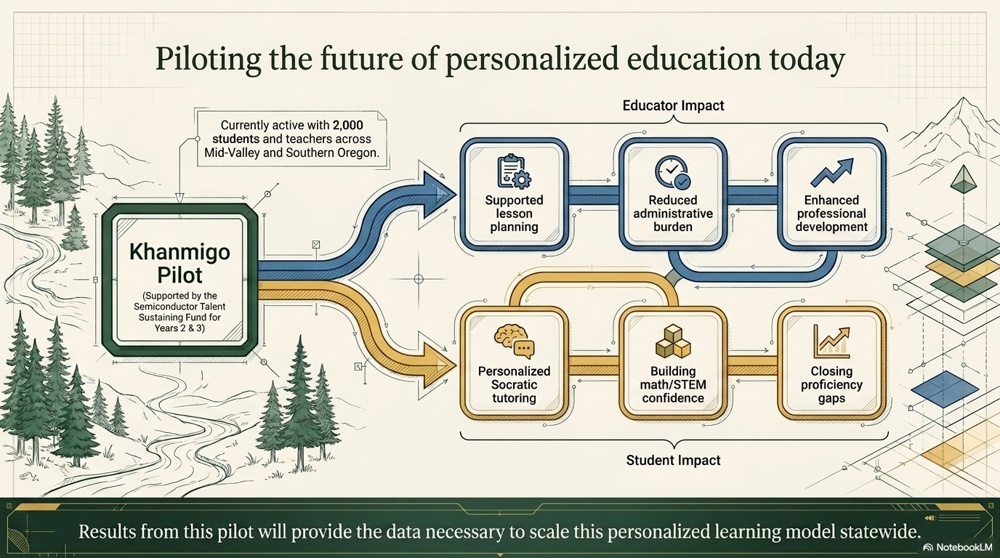 Piloting the future of personalized education today
Currently active with 2,000
students and teachers across
Mid-Valley and Southern Oregon.
Khanmigo
Pilot
(Supported by the
Semiconductor Talent
Sustaining Fund for
Years 2 & 3)
Educator Impact
Supported
lesson
planning
Reduced
administrative
burden
Enhanced
professional
development
Personalized
Socratic
tutoring
Building
math/STEM
confidence
Closing
proficiency
gaps
Student Impact
Results from this pilot will provide the data necessary to scale this personalized learning model statewide.
NotebookLM